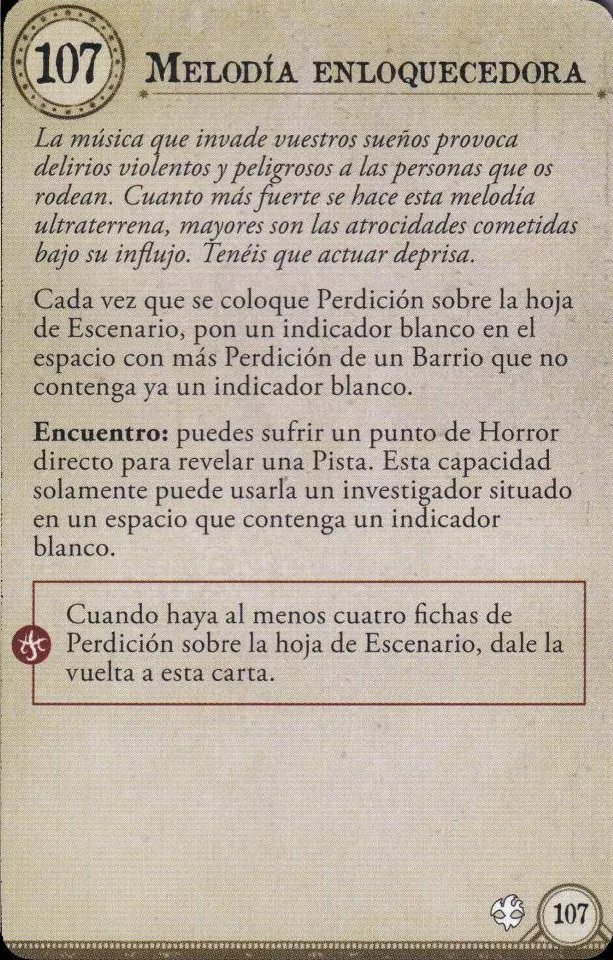 107
MELODÍA ENLOQUECEDORA
La música que invade vuestros sueños provoca
delirios violentos y peligrosos a las personas que os
rodean. Cuanto más fuerte se hace esta melodía
ultraterrena, mayores son las atrocidades cometidas
bajo su influjo. Tenéis que actuar deprisa.
Cada vez que se coloque Perdición sobre la hoja
de Escenario, pon un indicador blanco en el
espacio con más Perdición de un Barrio que no
contenga ya un indicador blanco.
Encuentro: puedes sufrir un punto de Horror
directo para revelar una Pista. Esta capacidad
solamente puede usarla un investigador situado
en un espacio que contenga un indicador
blanco.
Cuando haya al menos cuatro fichas de
Perdición sobre la hoja de Escenario, dale la
vuelta a esta carta.
107